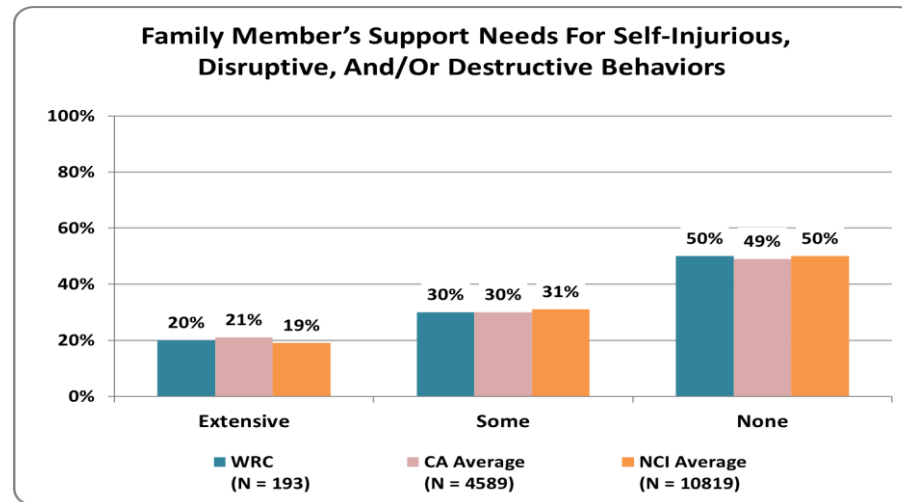 Family Member’s Support Needs For Self-Injurious,
Disruptive, And/Or Destructive Behaviors
100%
80%
60%
40%
20%
0%
20%
21%
19%
30%
30%
31%
50%
49%
50%
Extensive
Some
None
WRC
(N = 193)
CA Average
(N = 4589)
NCI Average
(N = 10819)